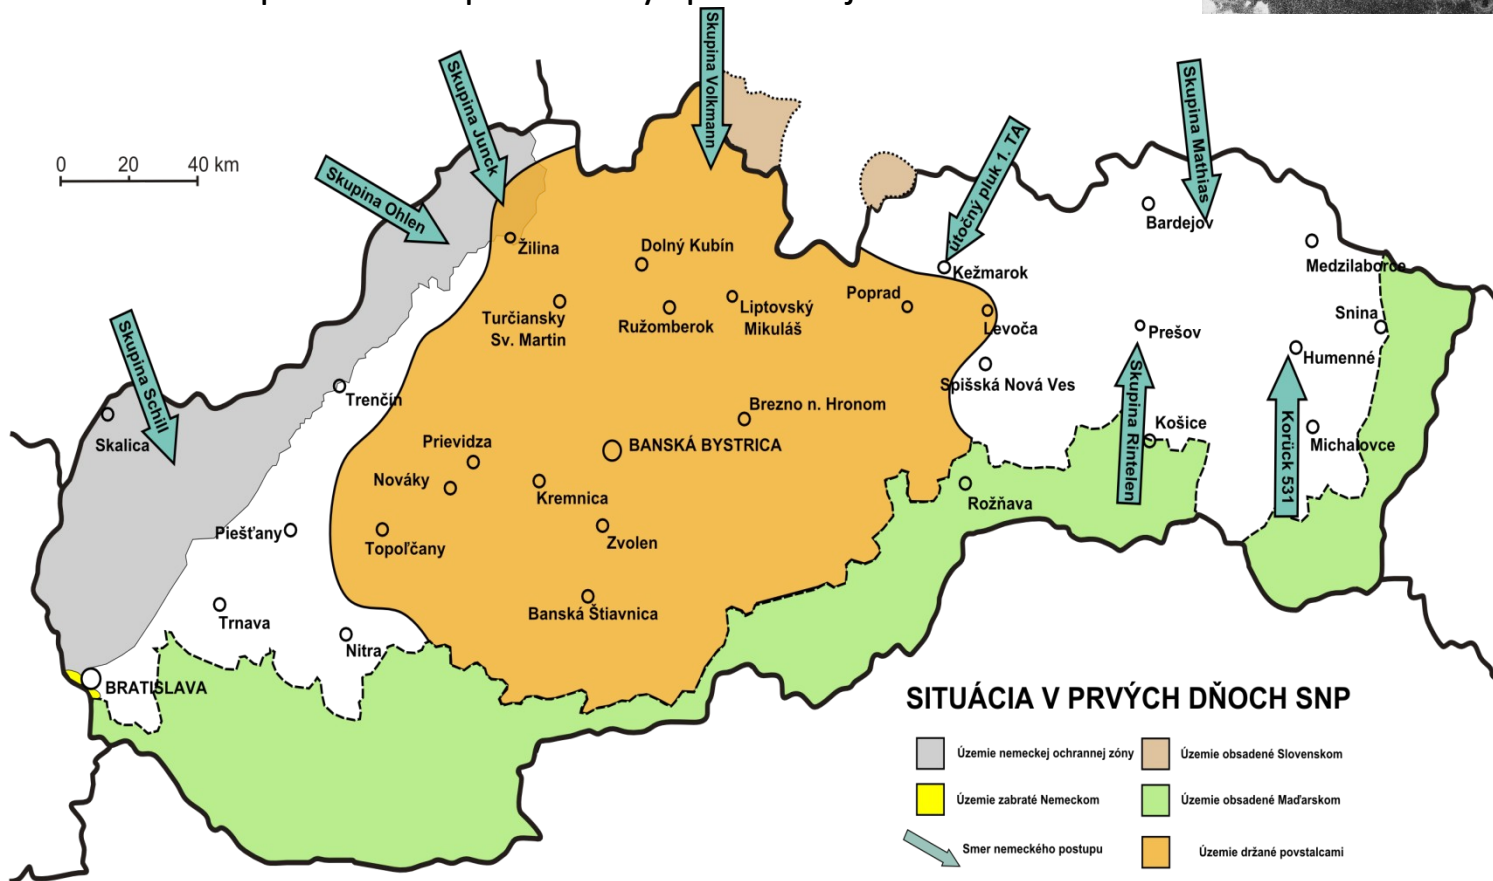 0 20 40 km
Skupina Junck
Skupina Volkmann
Skupina Ohlen
Skupina Schill
útočný pluk 1. TA
Skupina Mathias
Skupina Rintelen
Korück 531
Bardejov
Žilina
Dolný Kubín
Kežmarok
Medzilaborce
Turčiansky
Sv. Martin
Ružomberok
Liptovský
Mikuláš
Poprad
Levoča
Prešov
Snina
Humenné
Trenčín
Spišská Nová Ves
Skalica
Brezno n. Hronom
Prievidza
BANSKÁ BYSTRICA
Košice
Michalovce
Nováky
Kremnica
Rožňava
Piešťany
Topoľčany
Zvolen
Trnava
Banská Štiavnica
Nitra
BRATISLAVA
SITUÁCIA V PRVÝCH DŇOCH SNP
Územie nemeckej ochrannej zóny
Územie obsadené Slovenskom
Územie zabraté Nemeckom
Územie obsadené Maďarskom
Smer nemeckého postupu
Územie držané povstalcami